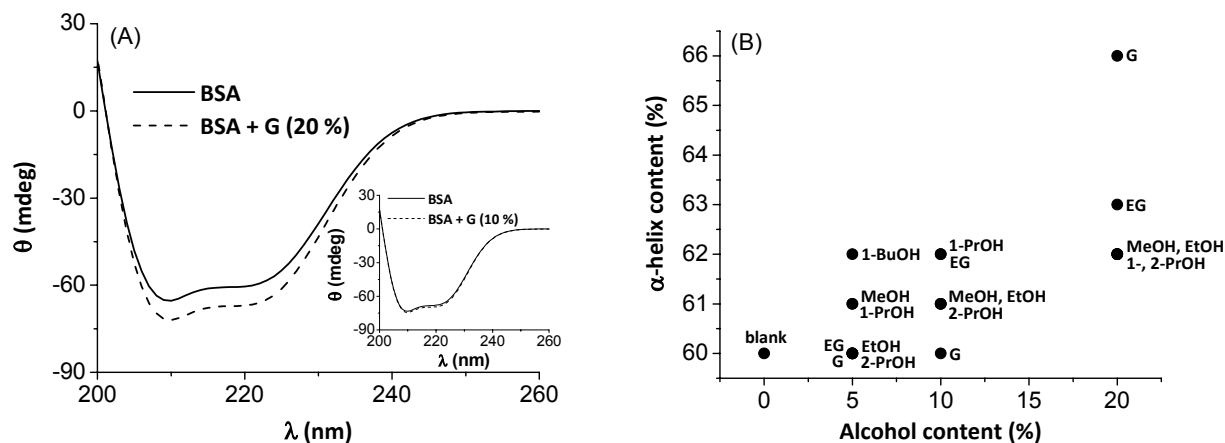 (A)
BSA
BSA + G (20 %)
30
0
-30
-60
-90
θ (mdeg)
200
220
240
260
λ (nm)
BSA
BSA + G (10 %)
30
0
-30
-60
-90
θ (mdeg)
200 220 240 260
λ (nm)
(B)
66
65
64
63
62
61
60
α-helix content (%)
G
EG
MeOH, EtOH
1-, 2-PrOH
1-BuOH
1-PrOH
EG
MeOH
1-PrOH
MeOH, EtOH
2-PrOH
blank
EG
G
EtOH
2-PrOH
G
0
5
10
15
20
Alcohol content (%)